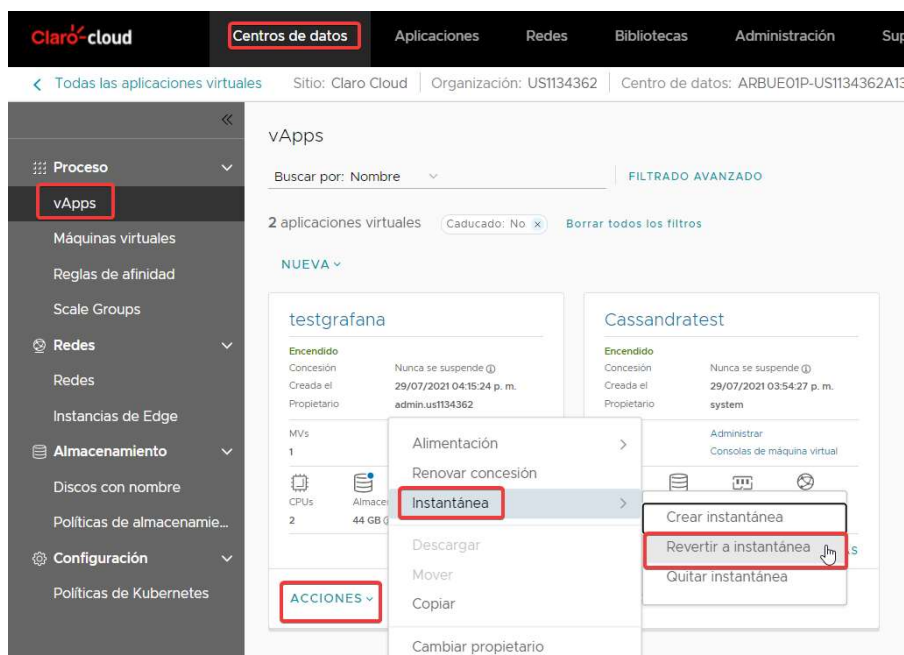 Claro-cloud
Centros de datos Aplicaciones Redes Bibliotecas Administración Sup
Todas las aplicaciones virtuales Sitio: Claro Cloud Organización: US1134362 Centro de datos: ARBUE01P-US1134362A13
Proceso
vApps
Máquinas virtuales
Reglas de afinidad
Scale Groups
Redes
Redes
Instancias de Edge
Almacenamiento
Discos con nombre
Políticas de almacenamie...
Configuración
Políticas de Kubernetes
vApps
Buscar por: Nombre FILTRADO AVANZADO
2 aplicaciones virtuales Caducado: No x Borrar todos los filtros
NUEVA
testgrafana
Encendido
Concesión Nunca se suspende
Creada el 29/07/2021 04:15:24 p. m.
Propietario admin.us1134362
MVs
1
CPUs
2 44 GB
ACCIONES
Cassandratest
Encendido
Concesión Nunca se suspende
Creada el 29/07/2021 03:54:27 p. m.
Propietario system
Administrar
Consolas de máquina virtual
Alimentación
Renovar concesión
Instantánea
Descargar
Mover
Copiar
Cambiar propietario
Crear instantánea
Revertir a instantánea
Quitar instantánea